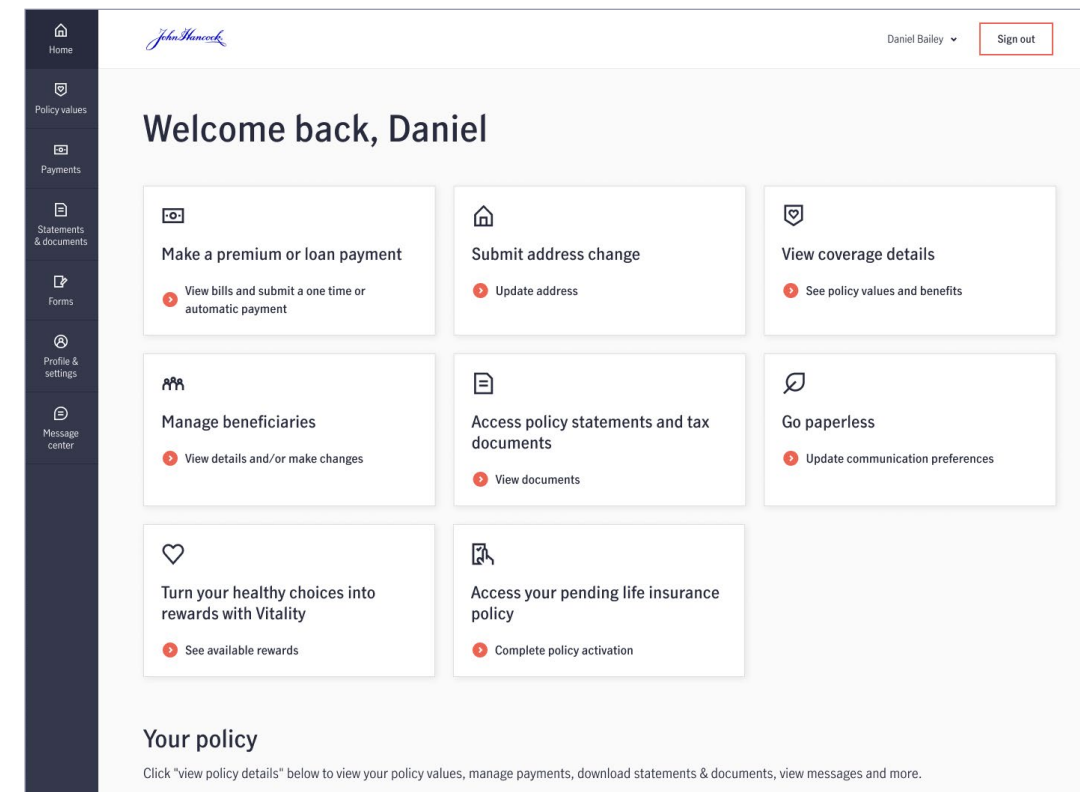 Home
Policy values
Payments
Statements
& documents
Forms
Profile &
settings
Message
center
John Hancock
Daniel Bailey
Sign out
Welcome back, Daniel
Make a premium or loan payment
View bills and submit a one time or
automatic payment
Submit address change
Update address
View coverage details
See policy values and benefits
Manage beneficiaries
View details and/or make changes
Access policy statements and tax
documents
View documents
Go paperless
Update communication preferences
Turn your healthy choices into
rewards with Vitality
See available rewards
Access your pending life insurance
policy
Complete policy activation
Your policy
Click "view policy details" below to view your policy values, manage payments, download statements & documents, view messages and more.